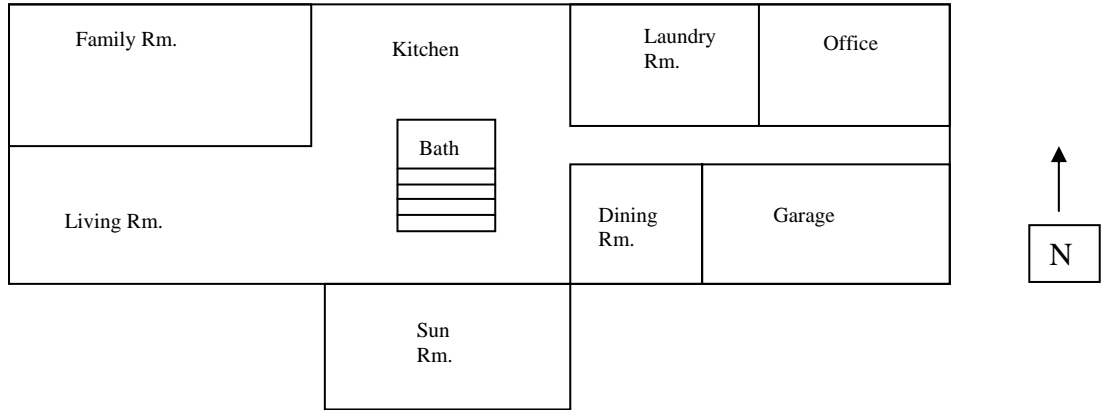 Family Rm.
Kitchen
Laundry
Rm.
Office
Bath
Living Rm.
Dining
Rm.
Garage
N
Sun
Rm.